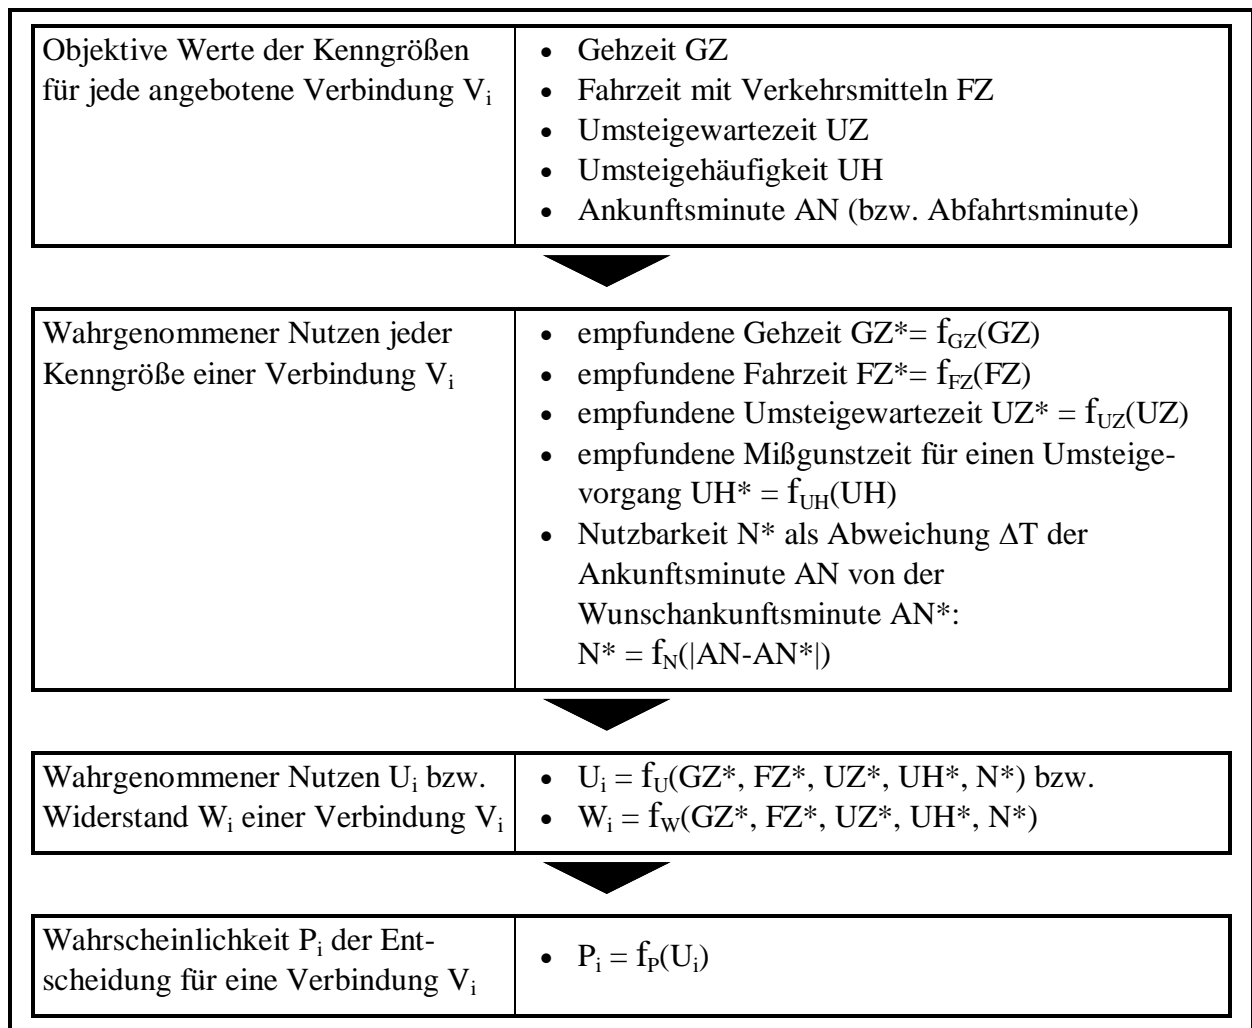 Objektive Werte der Kenngrößen
für jede angebotene Verbindung Vi
• Gehzeit GZ
• Fahrzeit mit Verkehrsmitteln FZ
• Umsteigewartezeit UZ
• Umsteigehäufigkeit UH
• Ankunftsminute AN (bzw. Abfahrtsminute)
Wahrgenommener Nutzen jeder
Kenngröße einer Verbindung Vi
• empfundene Gehzeit GZ*= fGZ(GZ)
• empfundene Fahrzeit FZ*= fFZ(FZ)
• empfundene Umsteigewartezeit UZ* = fUZ(UZ)
• empfundene Mißgunstzeit für einen Umsteige-
vorgang UH* = fUH(UH)
• Nutzbarkeit N* als Abweichung ΔT der
Ankunftsminute AN von der
Wunschankunftsminute AN*:
N* = fN(|AN-AN*|)
Wahrgenommener Nutzen Ui bzw.
Widerstand Wi einer Verbindung Vi
• Ui = fU(GZ*, FZ*, UZ*, UH*, N*) bzw.
• Wi = fW(GZ*, FZ*, UZ*, UH*, N*)
Wahrscheinlichkeit Pi der Ent-
scheidung für eine Verbindung Vi
• Pi = fP(Ui)